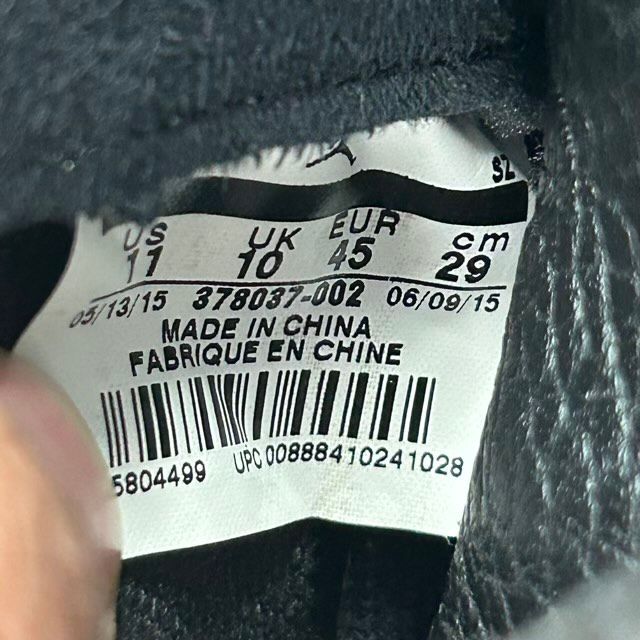 SZ
US UK EUR cm
11 10 45 29
05/13/15 378037-002 06/09/15
MADE IN CHINA
FABRIQUE EN CHINE
5804499 UPC 00888410241028